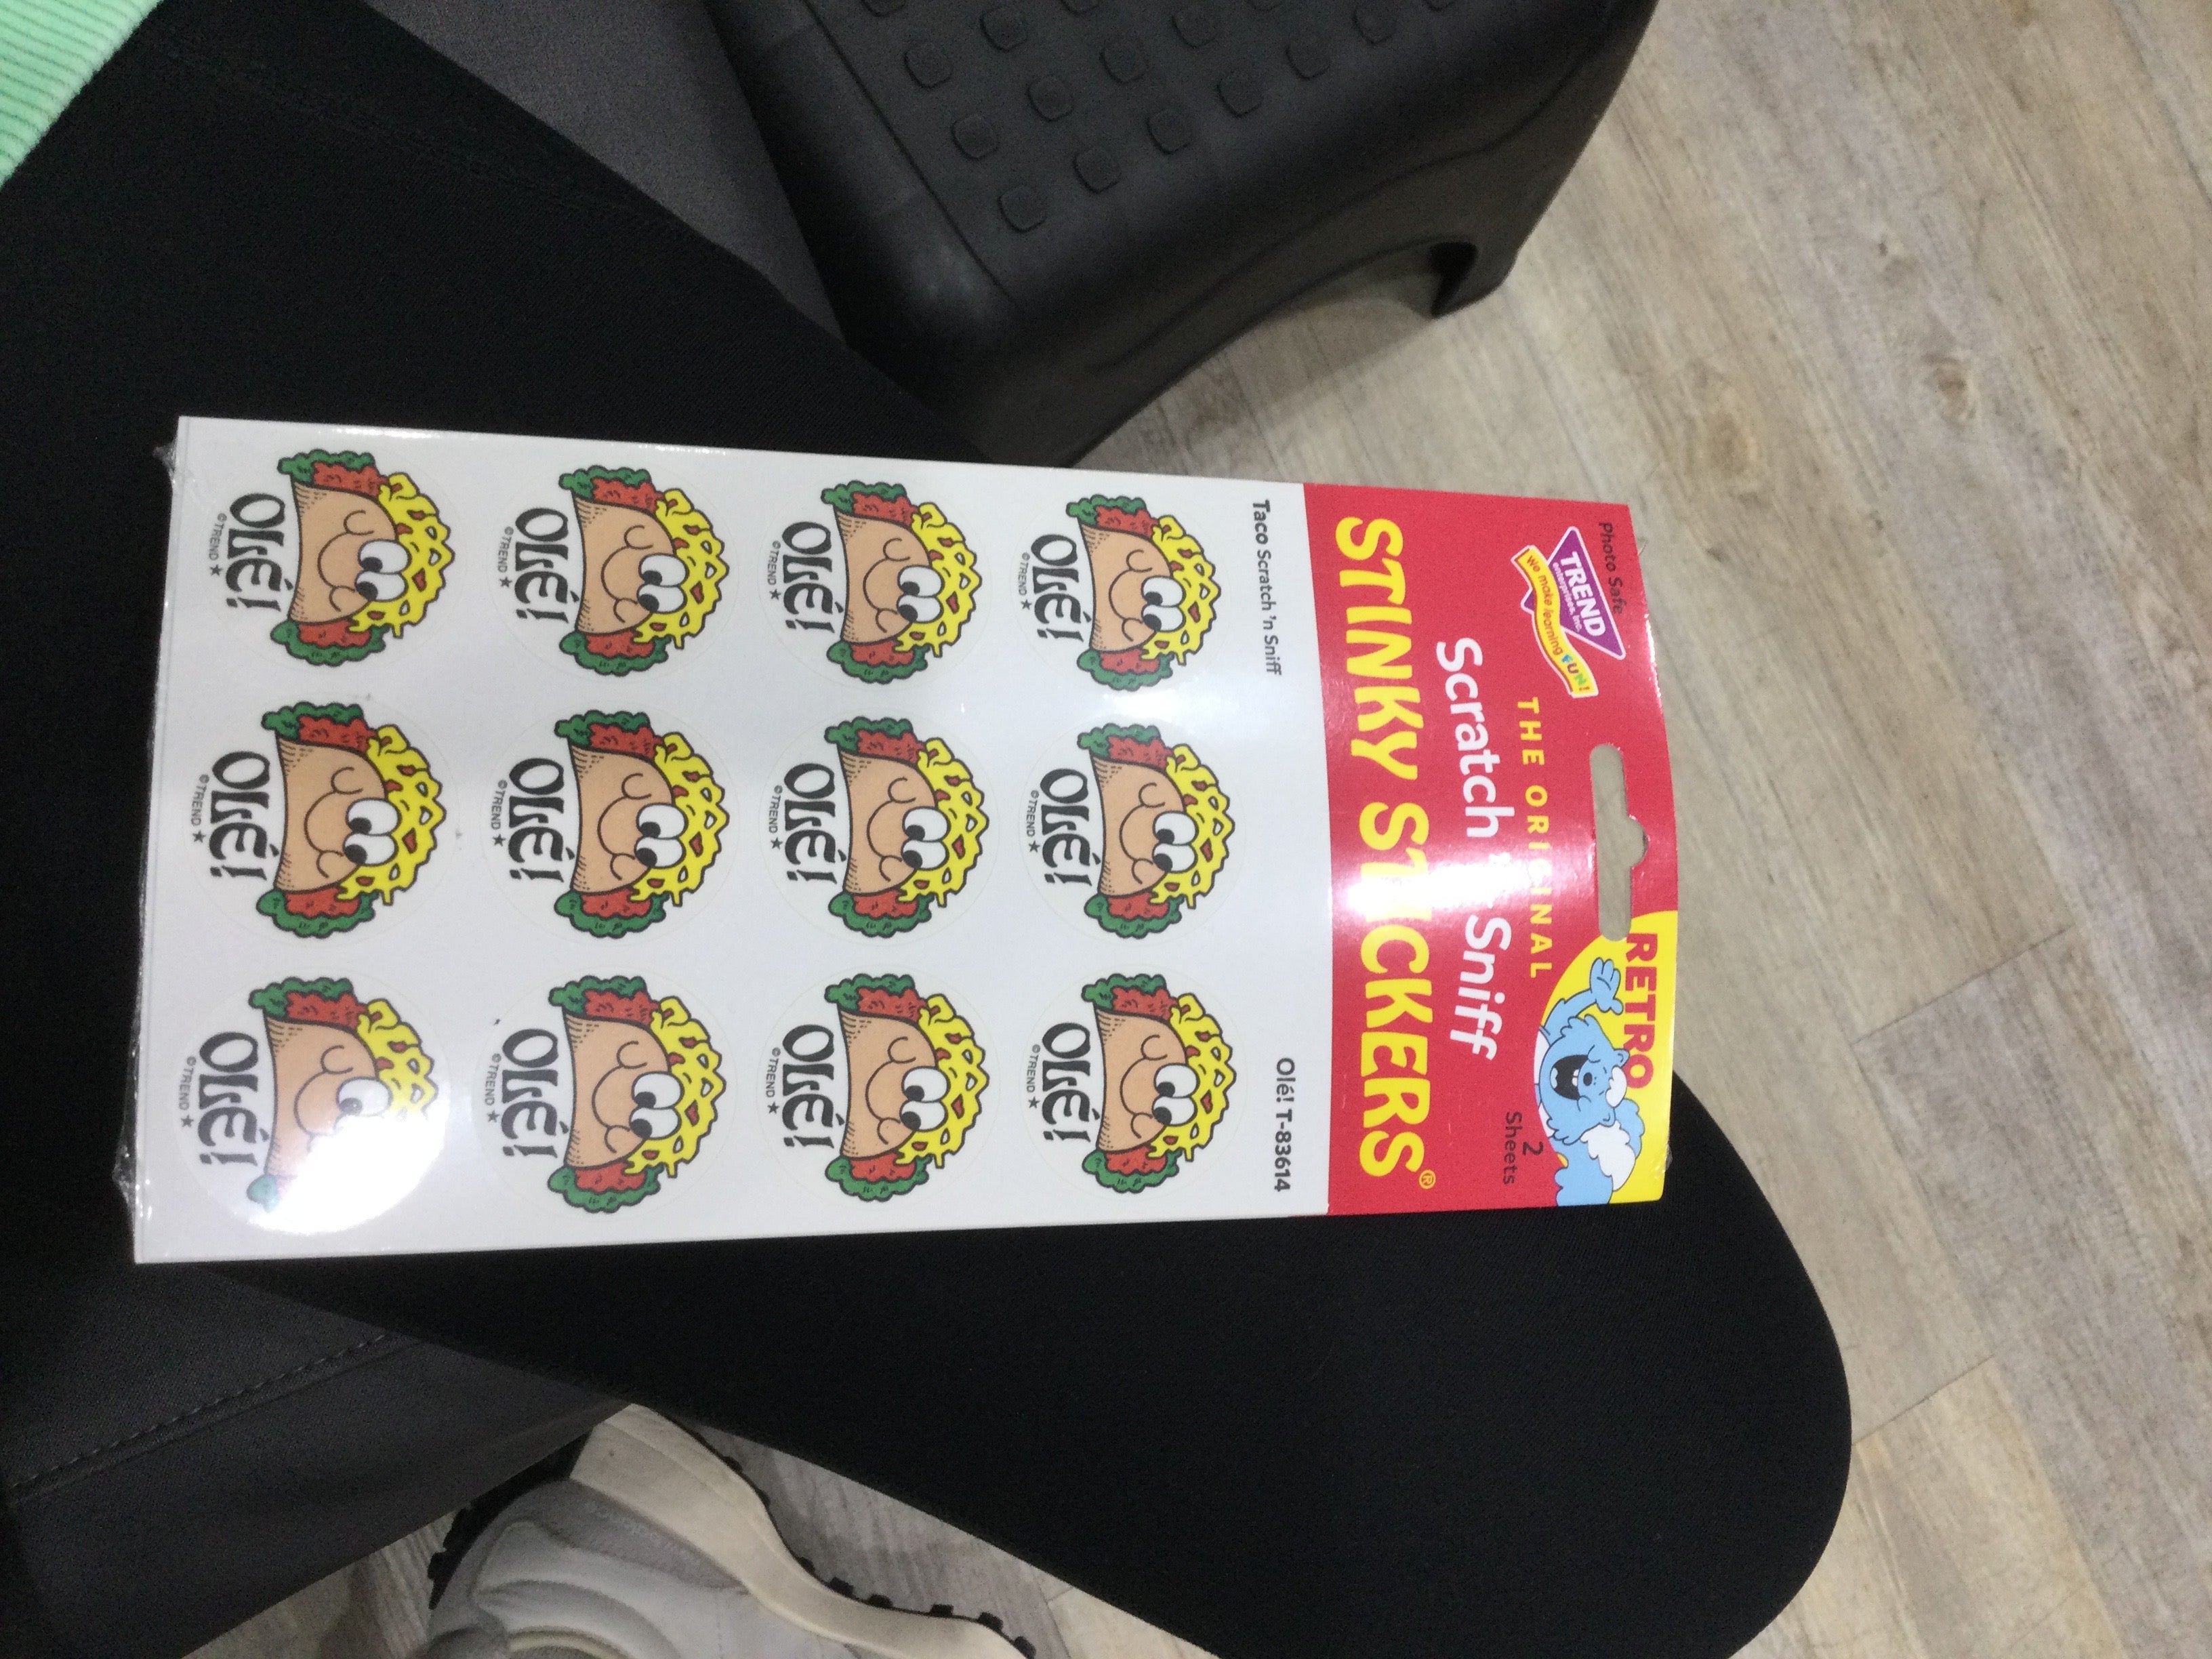 Photo Safe
TREND
enterprises, Inc.
We make learning FUN!
RETRO
THE ORIGINAL
2
Sheets
Scratch 'n Sniff
STINKY STICKERS®
Taco Scratch 'n Sniff
Olé! T-83614
OLÉ!
©TREND★
OLÉ!
©TREND★
OLÉ!
©TREND★
OLÉ!
©TREND★
OLÉ!
©TREND★
OLÉ!
©TREND★
OLÉ!
©TREND★
OLÉ!
©TREND★
OLÉ!
©TREND★
OLÉ!
©TREND★
OLÉ!
©TREND★
OLÉ!
©TREND★